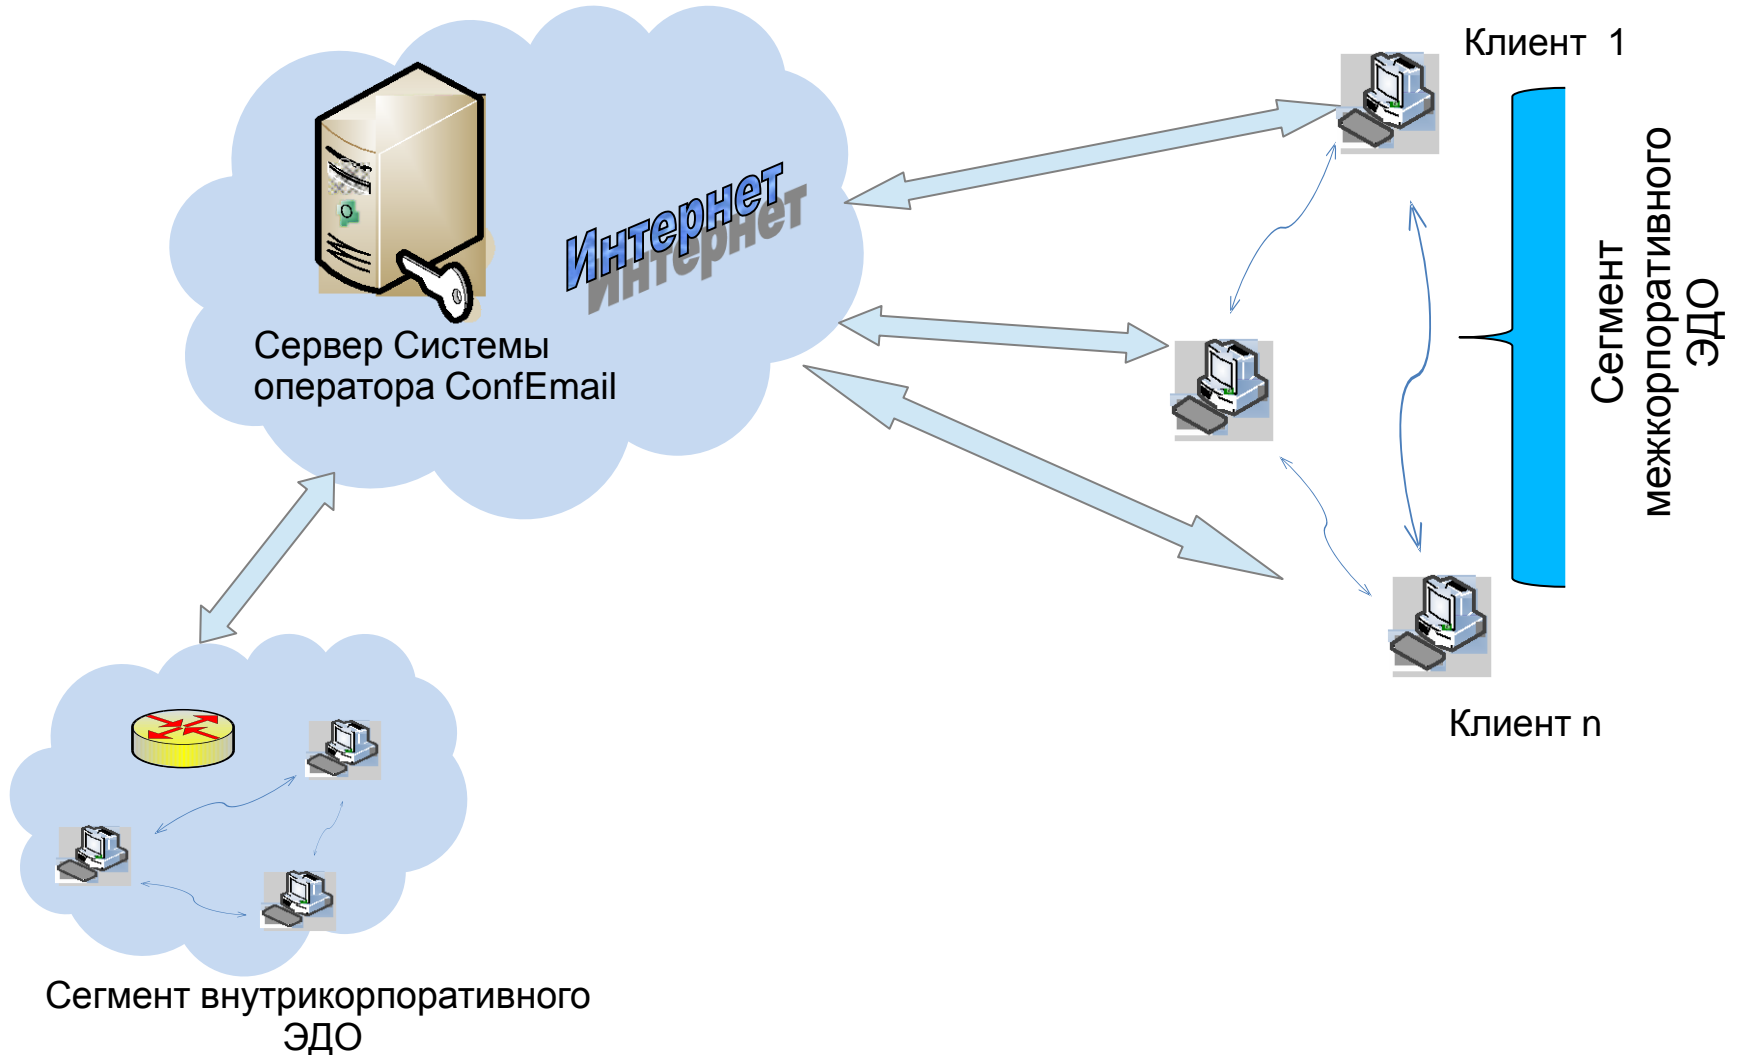 Клиент 1
Интернет
Сервер Системы
оператора ConfEmail
Сегмент
межкорпоративного
ЭДО
Клиент n
Сегмент внутрикорпоративного
ЭДО